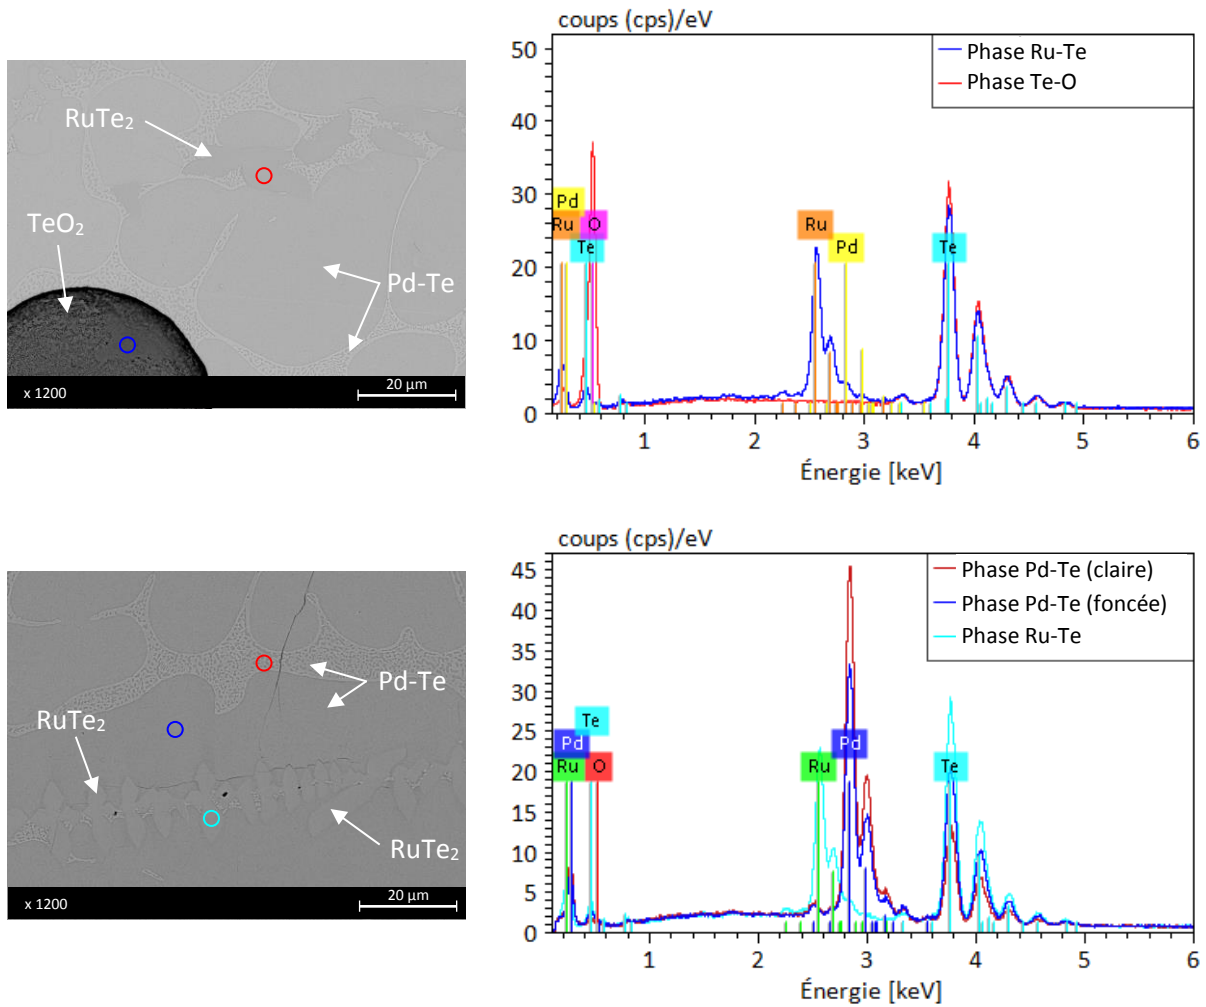 RuTe₂
TeO₂
Pd-Te
x 1200
20 µm
coups (cps)/eV
50
40
30
20
10
0
Phase Ru-Te
Phase Te-O
Pd
Ru
O
Te
Ru
Pd
Te
1
2
3
4
5
6
Énergie [keV]
Pd-Te
RuTe₂
RuTe₂
x 1200
20 µm
coups (cps)/eV
45
40
35
30
25
20
15
10
5
0
Phase Pd-Te (claire)
Phase Pd-Te (foncée)
Phase Ru-Te
Te
Pd
Ru
O
Pd
Ru
Te
1
2
3
4
5
6
Énergie [keV]